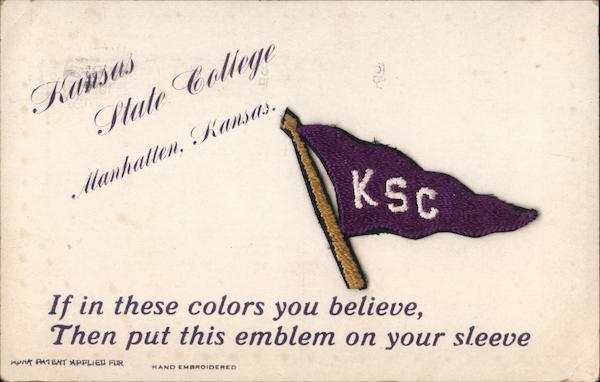 Kansas
State College
Manhatten, Kansas.
KSC
If in these colors you believe,
Then put this emblem on your sleeve
PATENT APPLIED FOR
HAND EMBROIDERED